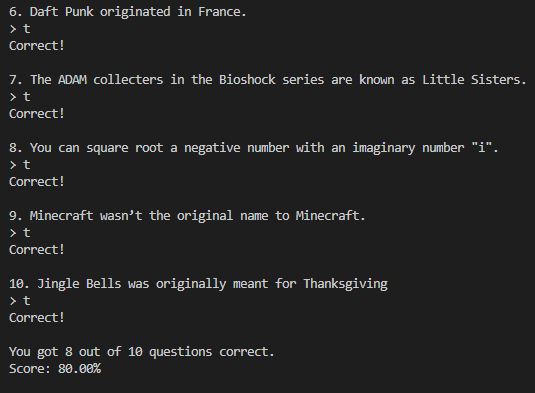 6. Daft Punk originated in France.
> t
Correct!
7. The ADAM collecters in the Bioshock series are known as Little Sisters.
> t
Correct!
8. You can square root a negative number with an imaginary number "i".
> t
Correct!
9. Minecraft wasn’t the original name to Minecraft.
> t
Correct!
10. Jingle Bells was originally meant for Thanksgiving
> t
Correct!
You got 8 out of 10 questions correct.
Score: 80.00%